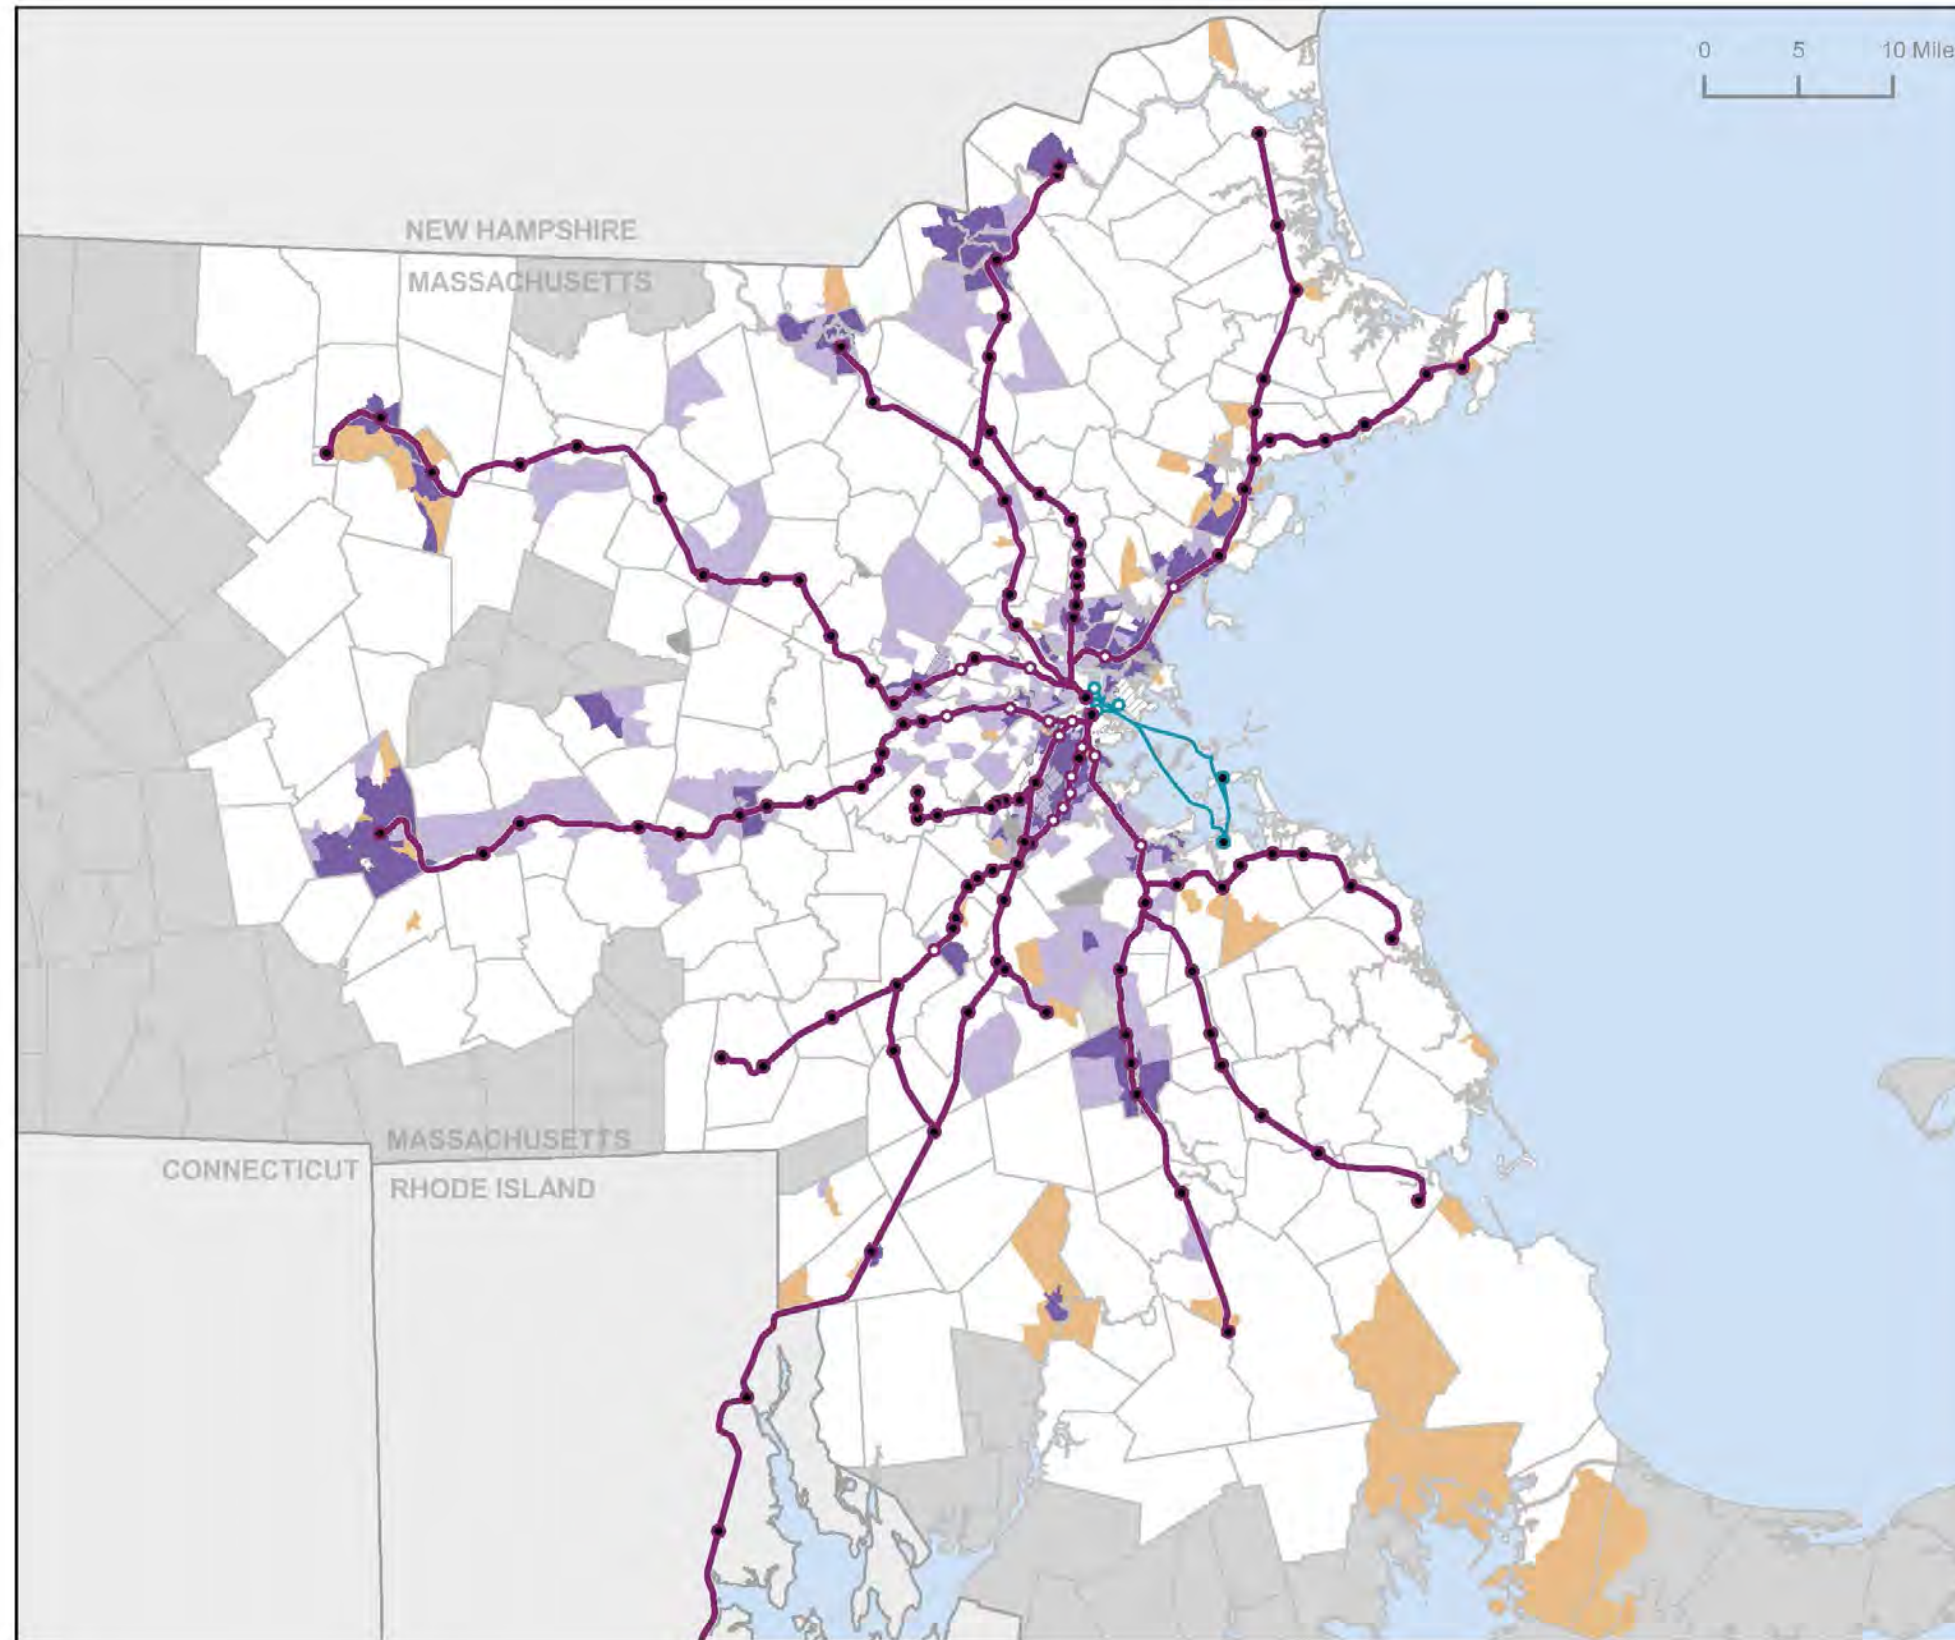 0 5 10 Mile
NEW HAMPSHIRE
MASSACHUSETTS
MASSACHUSETTS
CONNECTICUT
RHODE ISLAND